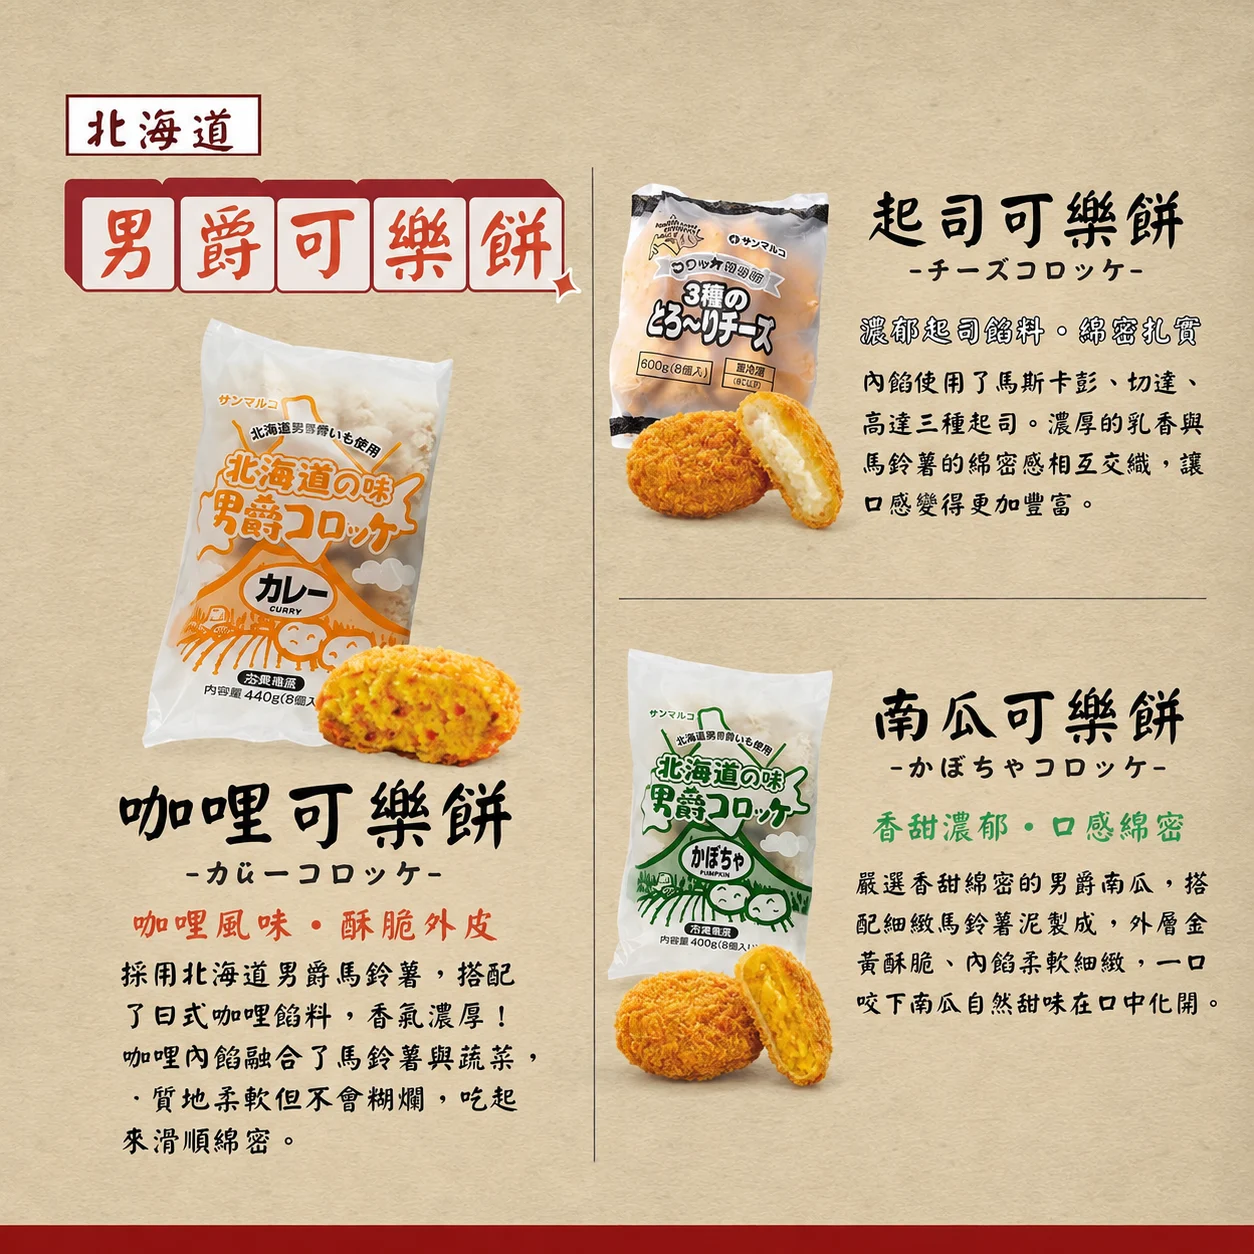 北海道
男爵可樂餅
サンマルコ
北海道男爵いも使用
北海道の味
男爵コロッケ
カレー
CURRY
内容量 440g(8個入
咖哩可樂餅
咖哩風味・酥脆外皮
採用北海道男爵馬鈴薯，搭配
了日式咖哩餡料，香氣濃厚！
咖哩內餡融合了馬鈴薯與蔬菜，
・質地柔軟但不會糊爛，吃起
來滑順綿密。
サンマルコ
コロッケ
3種の
とろ〜りチーズ
600g(8個入)
起司可樂餅
-チーズコロッケ-
濃郁起司餡料・綿密扎實
內餡使用了馬斯卡彭、切達、
高達三種起司。濃厚的乳香與
馬鈴薯的綿密感相互交織，讓
口感變得更加豐富。
サンマルコ
北海道男爵いも使用
北海道の味
男爵コロッケ
かぼちゃ
PUMPKIN
内容量 400g(8個入り)
南瓜可樂餅
-かぼちゃコロッケ-
香甜濃郁・口感綿密
嚴選香甜綿密的男爵南瓜，搭
配細緻馬鈴薯泥製成，外層金
黃酥脆、內餡柔軟細緻，一口
咬下南瓜自然甜味在口中化開。